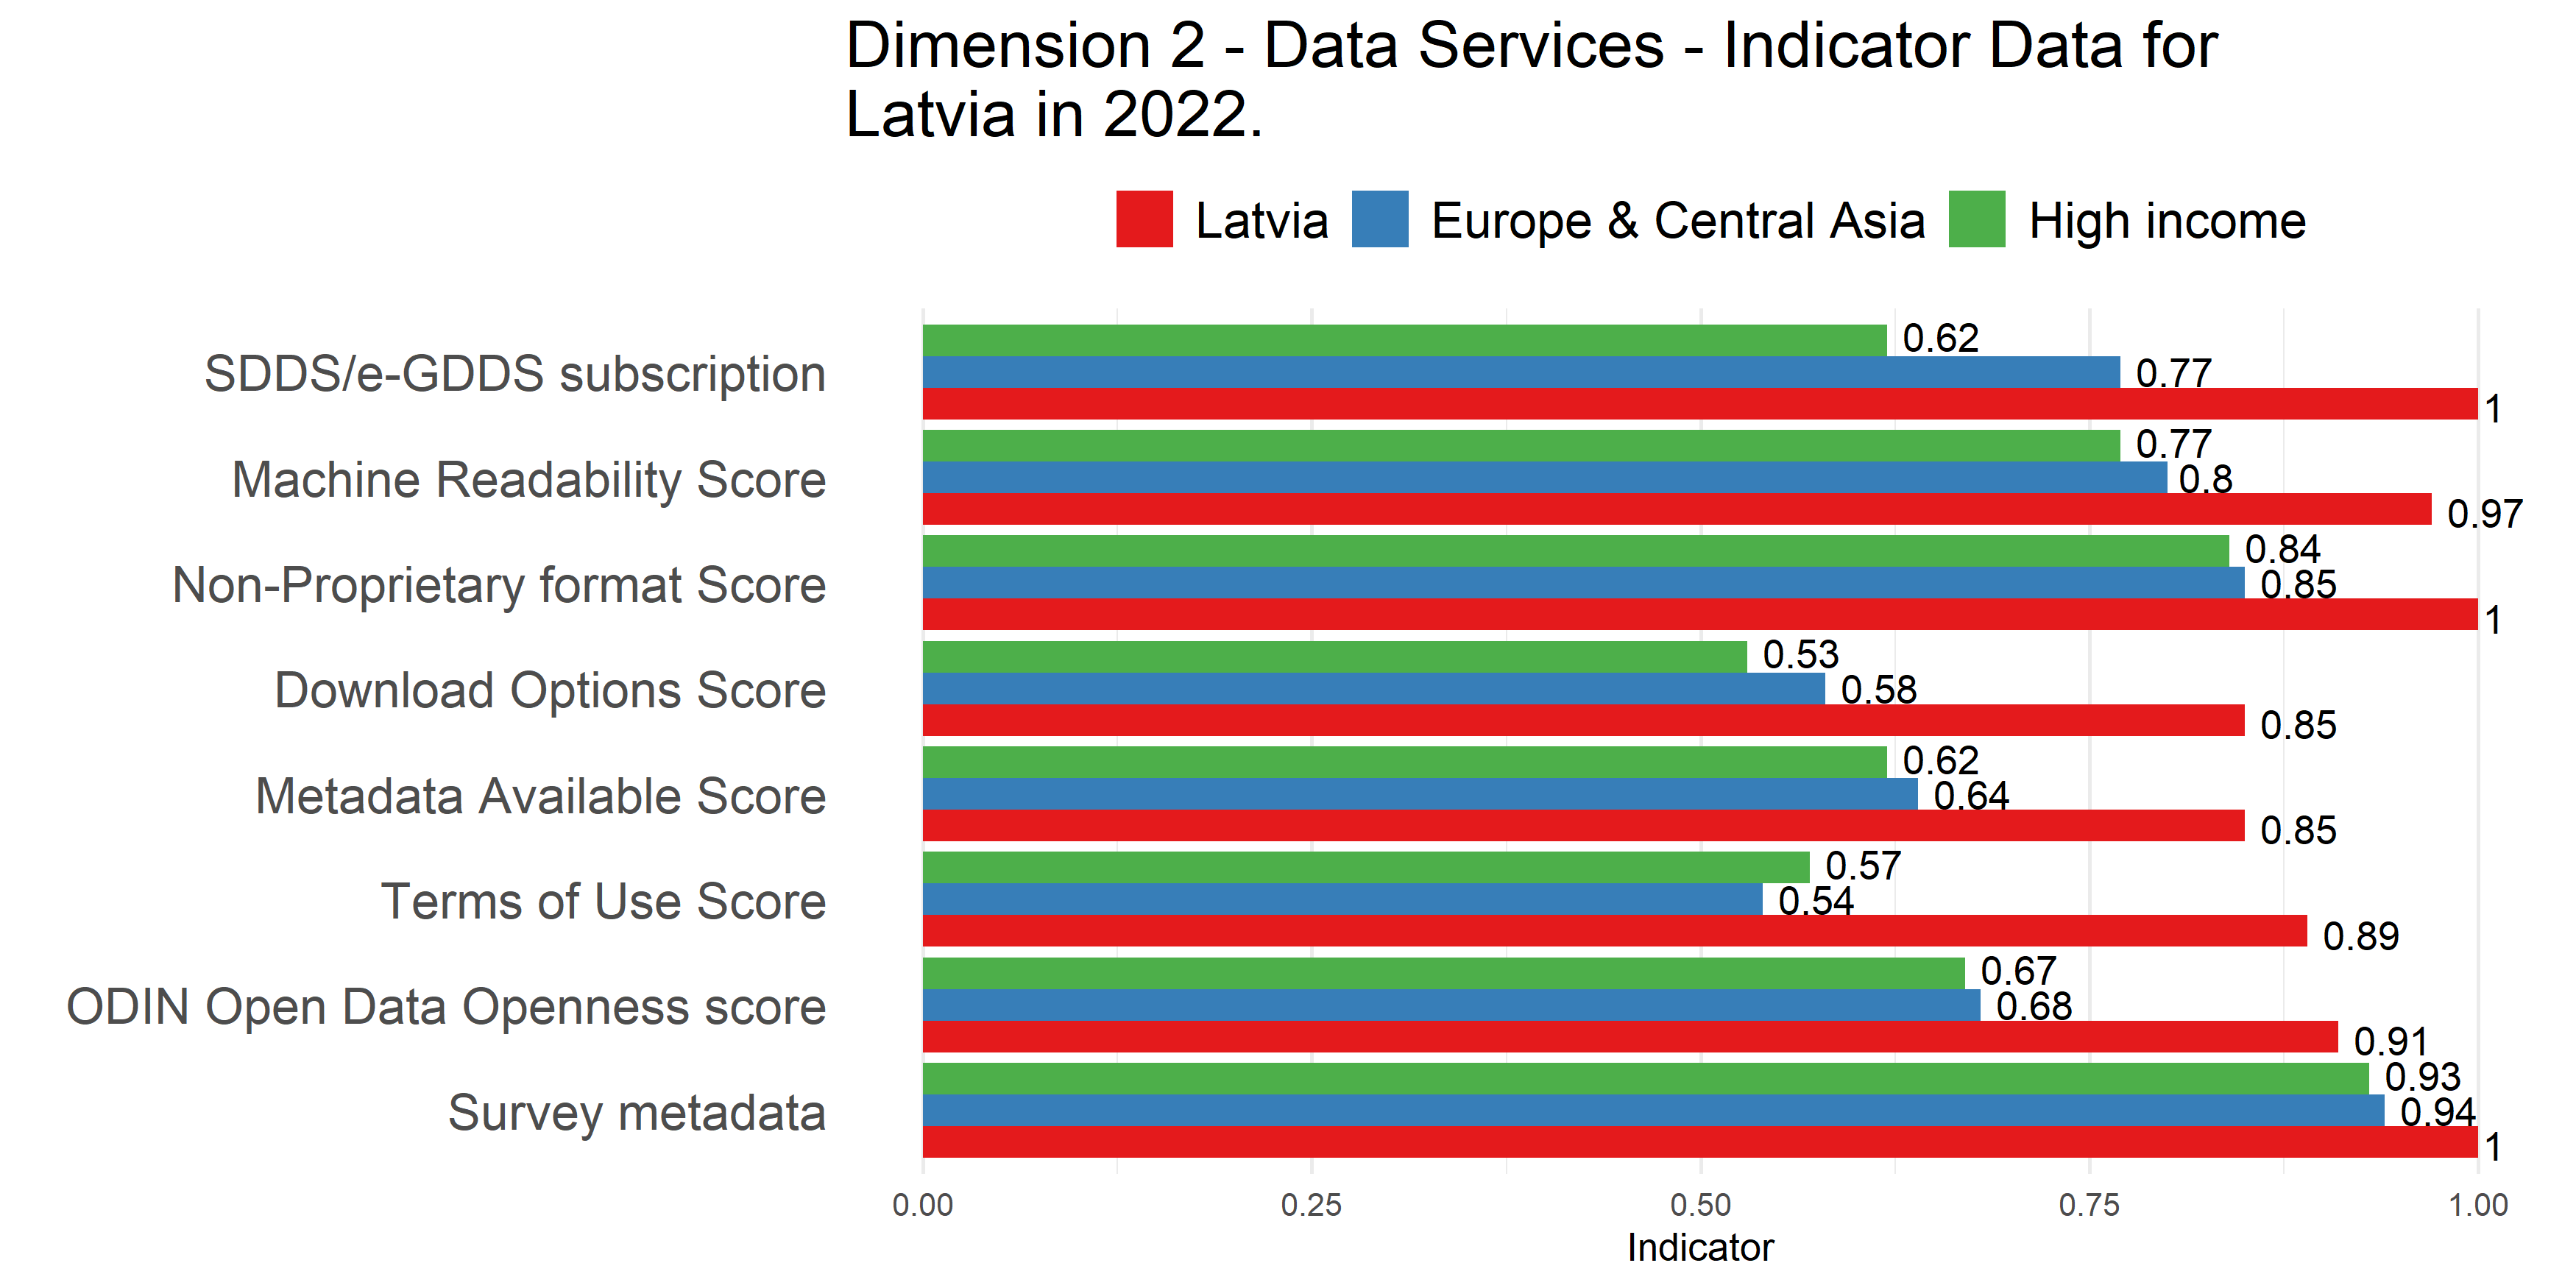 Dimension 2 - Data Services - Indicator Data for
Latvia in 2022.
Latvia
Europe & Central Asia
High income
SDDS/e-GDDS subscription
0.62
0.77
1
Machine Readability Score
0.77
0.8
0.97
Non-Proprietary format Score
0.84
0.85
1
Download Options Score
0.53
0.58
0.85
Metadata Available Score
0.62
0.64
0.85
Terms of Use Score
0.57
0.54
0.89
ODIN Open Data Openness score
0.67
0.68
0.91
Survey metadata
0.93
0.94
1
0.00
0.25
0.50
0.75
1.00
Indicator